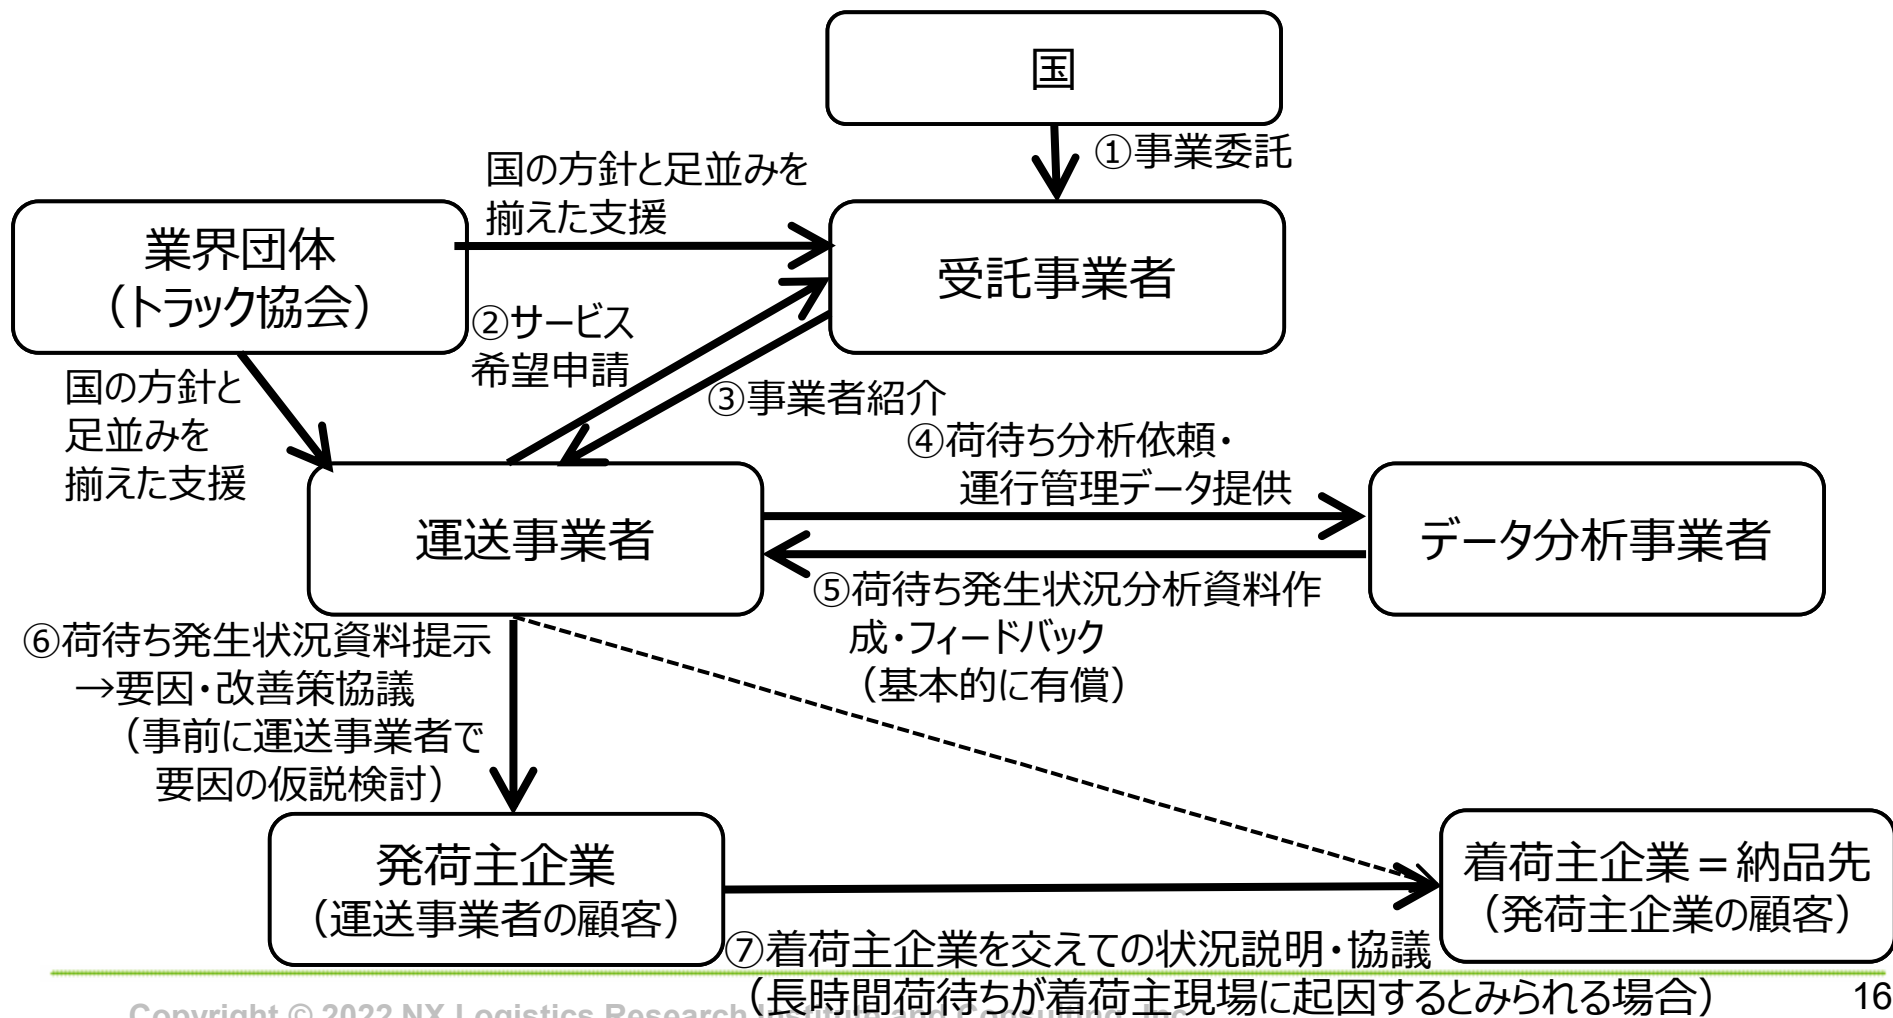 国
①事業委託
国の方針と足並みを
揃えた支援
業界団体
（トラック協会）
受託事業者
②サービス
希望申請
国の方針と
足並みを
揃えた支援
③事業者紹介
④荷待ち分析依頼・
運行管理データ提供
運送事業者
データ分析事業者
⑤荷待ち発生状況分析資料作
成・フィードバック
（基本的に有償）
⑥荷待ち発生状況資料提示
→要因・改善策協議
（事前に運送事業者で
要因の仮説検討）
発荷主企業
（運送事業者の顧客）
着荷主企業＝納品先
（発荷主企業の顧客）
⑦着荷主企業を交えての状況説明・協議
（長時間荷待ちが着荷主現場に起因するとみられる場合）
16
Copyright © 2022 NX Logistics Research Institute and Consulting, Inc.